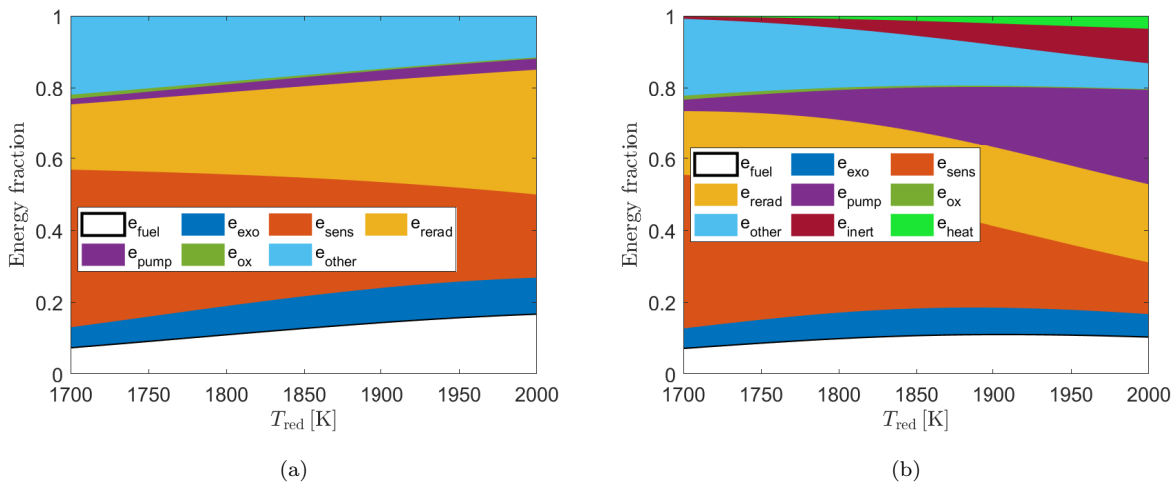 1
0.8
0.6
0.4
0.2
0
Energy fraction
e_fuel e_exo e_sens e_rerad
e_pump e_ox e_other
1700 1750 1800 1850 1900 1950 2000
T_red [K]
(a)
1
0.8
0.6
0.4
0.2
0
Energy fraction
e_fuel e_exo e_sens
e_rerad e_pump e_ox
e_other e_inert e_heat
1700 1750 1800 1850 1900 1950 2000
T_red [K]
(b)